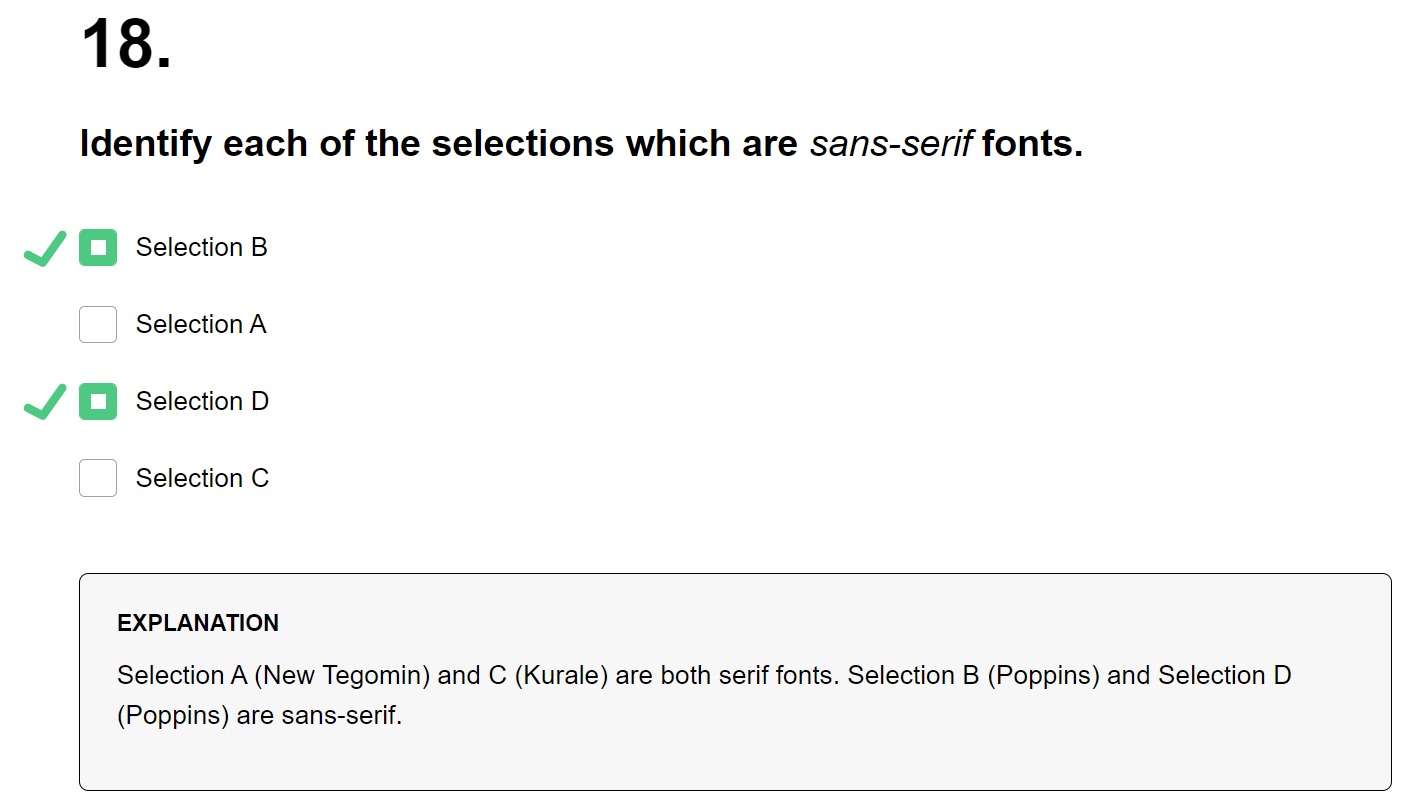 18.
Identify each of the selections which are sans-serif fonts.
Selection B
Selection A
Selection D
Selection C
EXPLANATION
Selection A (New Tegomin) and C (Kurale) are both serif fonts. Selection B (Poppins) and Selection D
(Poppins) are sans-serif.